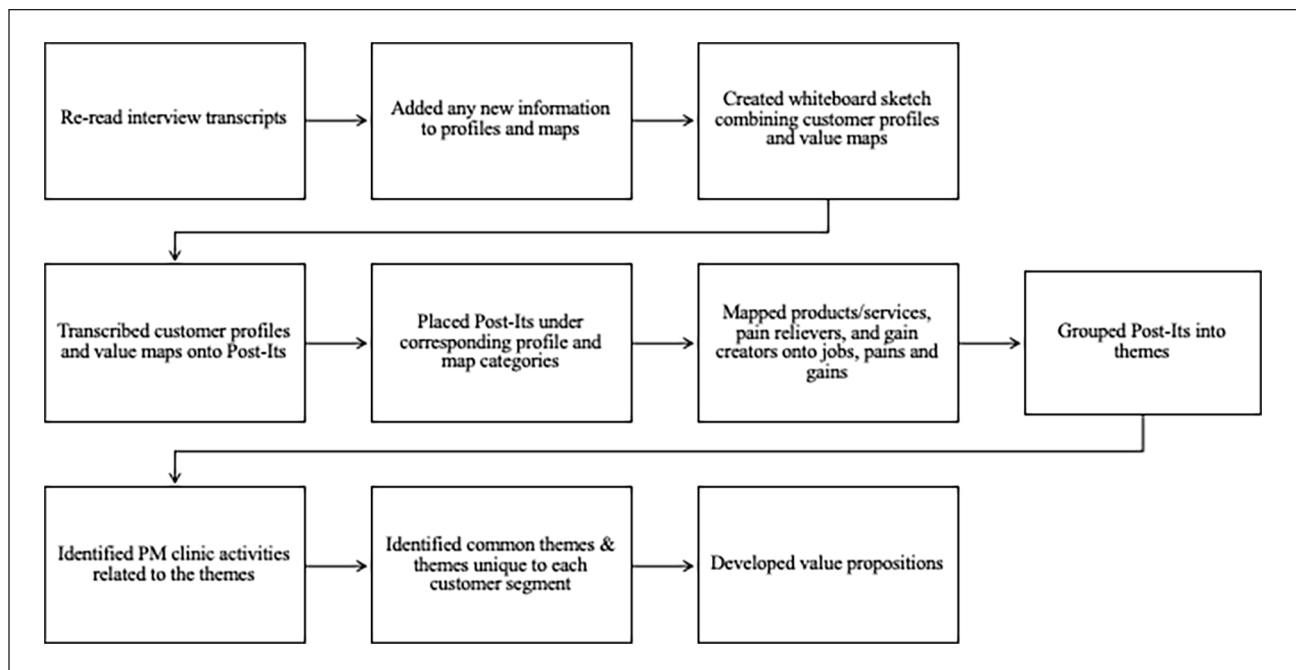 Re-read interview transcripts
Added any new information
to profiles and maps
Created whiteboard sketch
combining customer profiles
and value maps
Transcribed customer profiles
and value maps onto Post-Its
Placed Post-Its under
corresponding profile and
map categories
Mapped products/services,
pain relievers, and gain
creators onto jobs, pains and
gains
Grouped Post-Its into
themes
Identified PM clinic activities
related to the themes
Identified common themes &
themes unique to each
customer segment
Developed value propositions